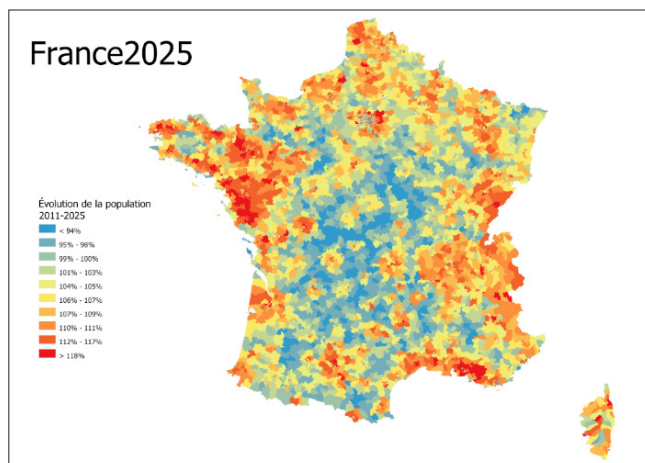 France2025
Évolution de la population
2011-2025
< 94%
95% - 98%
99% - 100%
101% - 103%
104% - 105%
106% - 107%
107% - 109%
110% - 111%
112% - 117%
> 118%